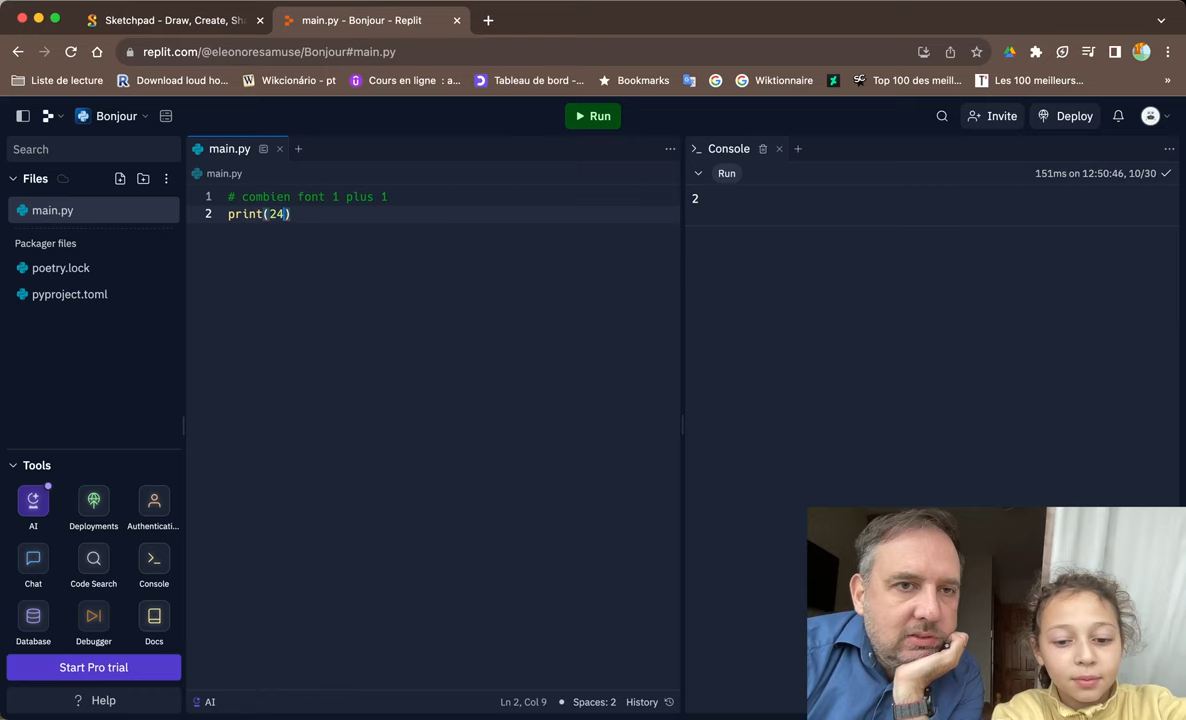 Sketchpad - Draw, Create, Sh
main.py - Bonjour - Replit
replit.com/@eleonoresamuse/Bonjour#main.py
Liste de lecture
Download loud ho...
Wikcionário - pt
Cours en ligne : a...
Tableau de bord -...
Bookmarks
Wiktionnaire
Top 100 des meill...
Les 100 meilleurs...
»
Bonjour
Run
Invite
Deploy
Search
Files
main.py
Packager files
poetry.lock
pyproject.toml
main.py
main.py
1 # combien font 1 plus 1
2 print(24)
Console
Run
151ms on 12:50:46, 10/30
2
Tools
AI
Deployments
Authenticati...
Chat
Code Search
Console
Database
Debugger
Docs
Start Pro trial
? Help
AI
Ln 2, Col 9
Spaces: 2
History